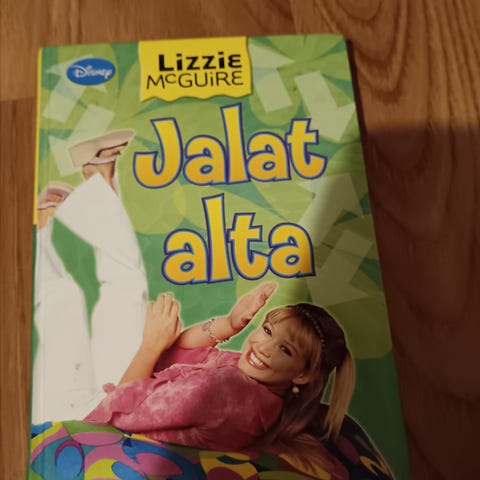 Disney
Lizzie
McGuire
Jalat
alta